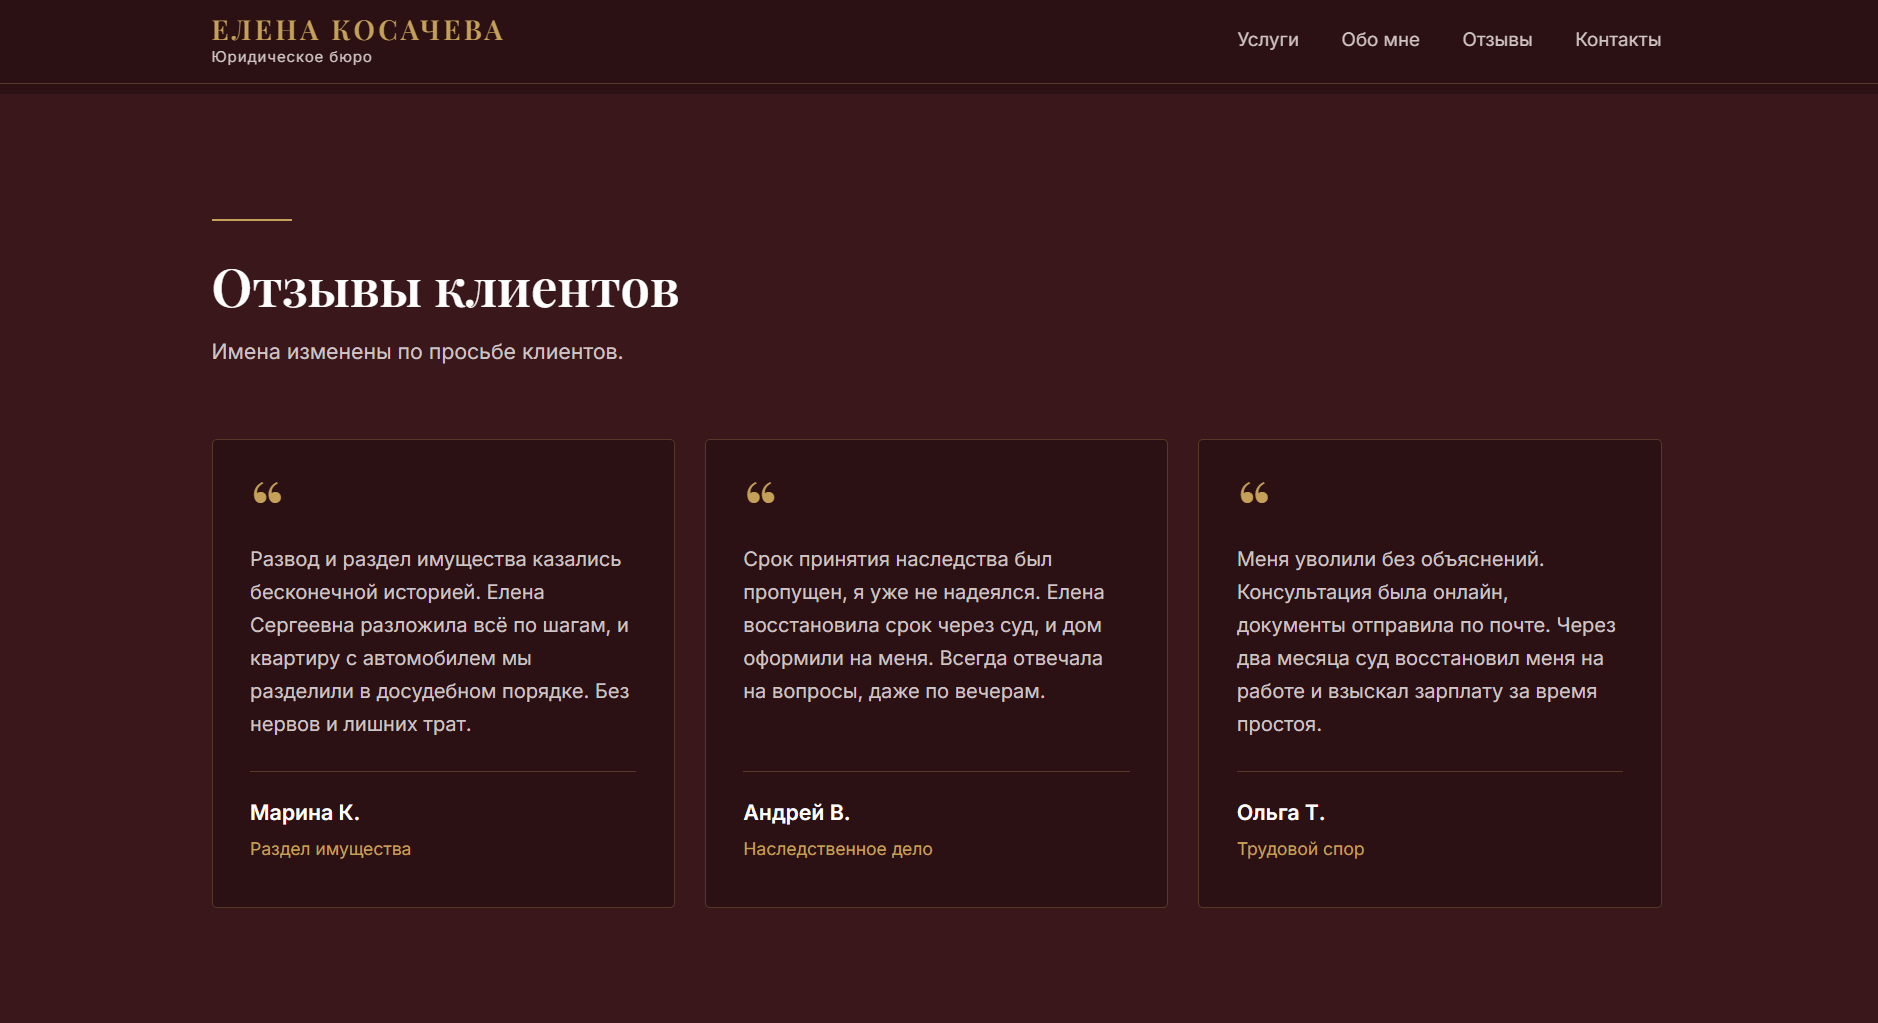 ЕЛЕНА КОСАЧЕВА
Юридическое бюро
Услуги
Обо мне
Отзывы
Контакты
Отзывы клиентов
Имена изменены по просьбе клиентов.
“
Развод и раздел имущества казались
бесконечной историей. Елена
Сергеевна разложила всё по шагам, и
квартиру с автомобилем мы
разделили в досудебном порядке. Без
нервов и лишних трат.
Марина К.
Раздел имущества
“
Срок принятия наследства был
пропущен, я уже не надеялся. Елена
восстановила срок через суд, и дом
оформили на меня. Всегда отвечала
на вопросы, даже по вечерам.
Андрей В.
Наследственное дело
“
Меня уволили без объяснений.
Консультация была онлайн,
документы отправила по почте. Через
два месяца суд восстановил меня на
работе и взыскал зарплату за время
простоя.
Ольга Т.
Трудовой спор